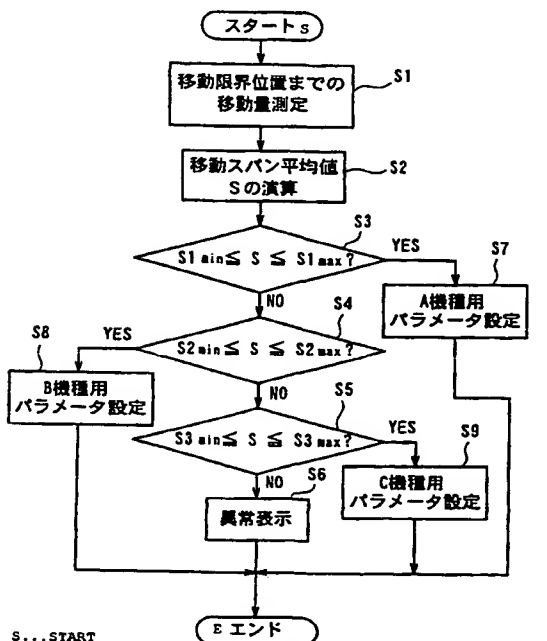 スタート S
移動限界位置までの
移動量測定
S1
移動スパン平均値
Sの演算
S2
S3
S1min≦ S ≦ S1max?
YES
S7
A機種用
パラメータ設定
NO
S4
S2min≦ S ≦ S2max?
YES
S8
B機種用
パラメータ設定
NO
S5
S3min≦ S ≦ S3max?
YES
S9
C機種用
パラメータ設定
NO
S6
異常表示
E エンド
S...START